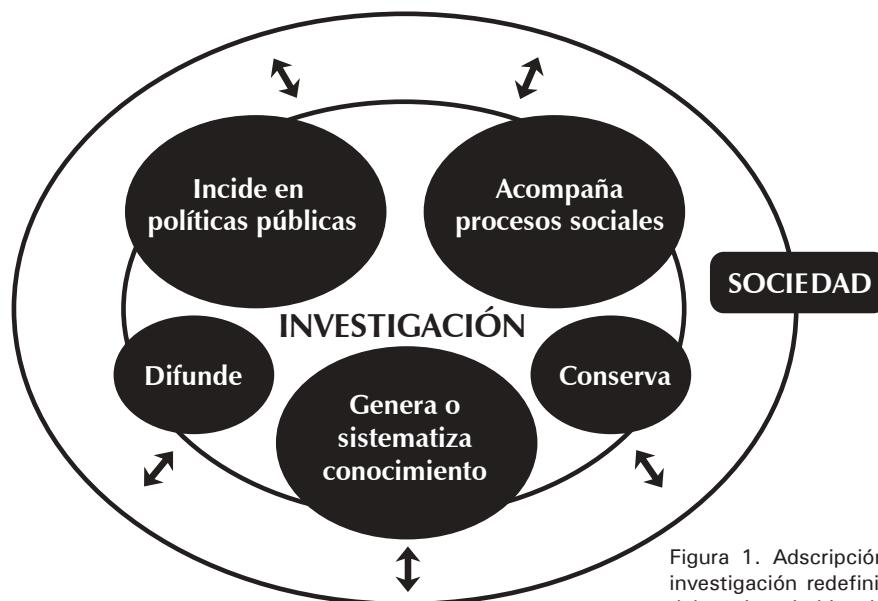 Incide en
políticas públicas
Acompaña
procesos sociales
SOCIEDAD
INVESTIGACIÓN
Difunde
Conserva
Genera o
sistematiza
conocimiento
Figura 1. Adscripción
investigación redefini